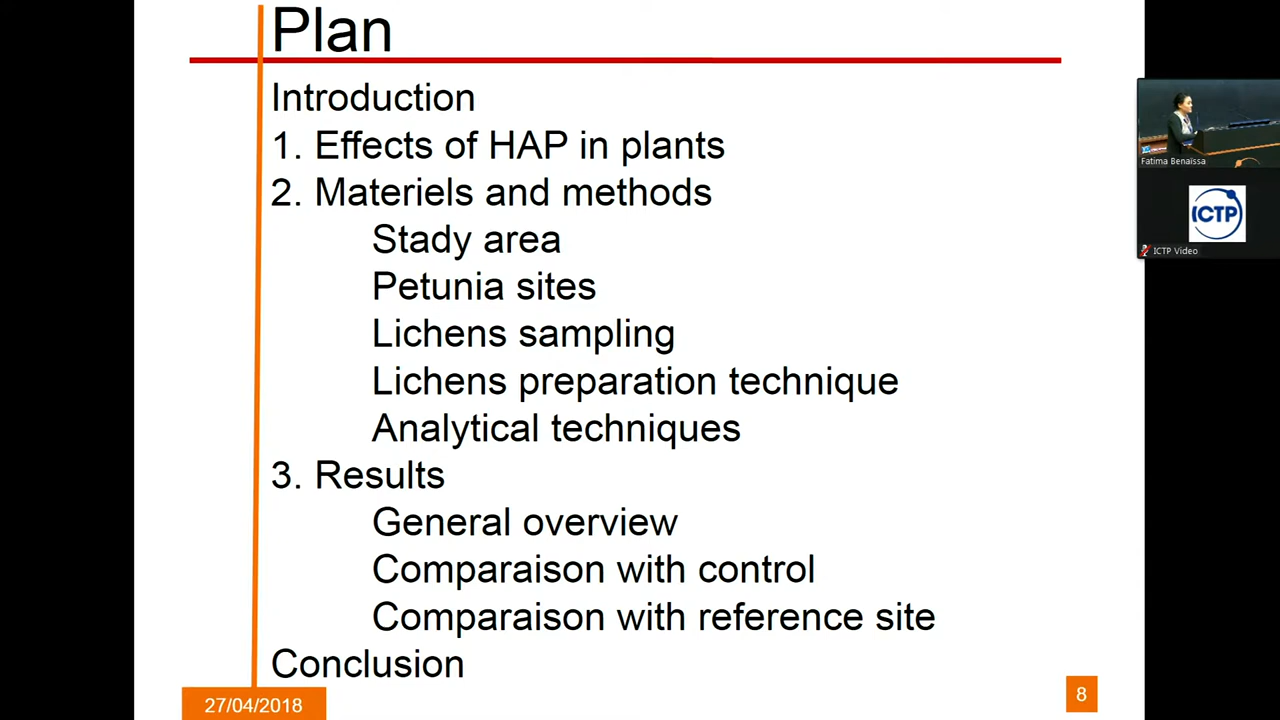 Plan
Introduction
1. Effects of HAP in plants
2. Materiels and methods
Stady area
Petunia sites
Lichens sampling
Lichens preparation technique
Analytical techniques
3. Results
General overview
Comparaison with control
Comparaison with reference site
Conclusion
27/04/2018
8
Fatima Benaïssa
ICTP
ICTP Video